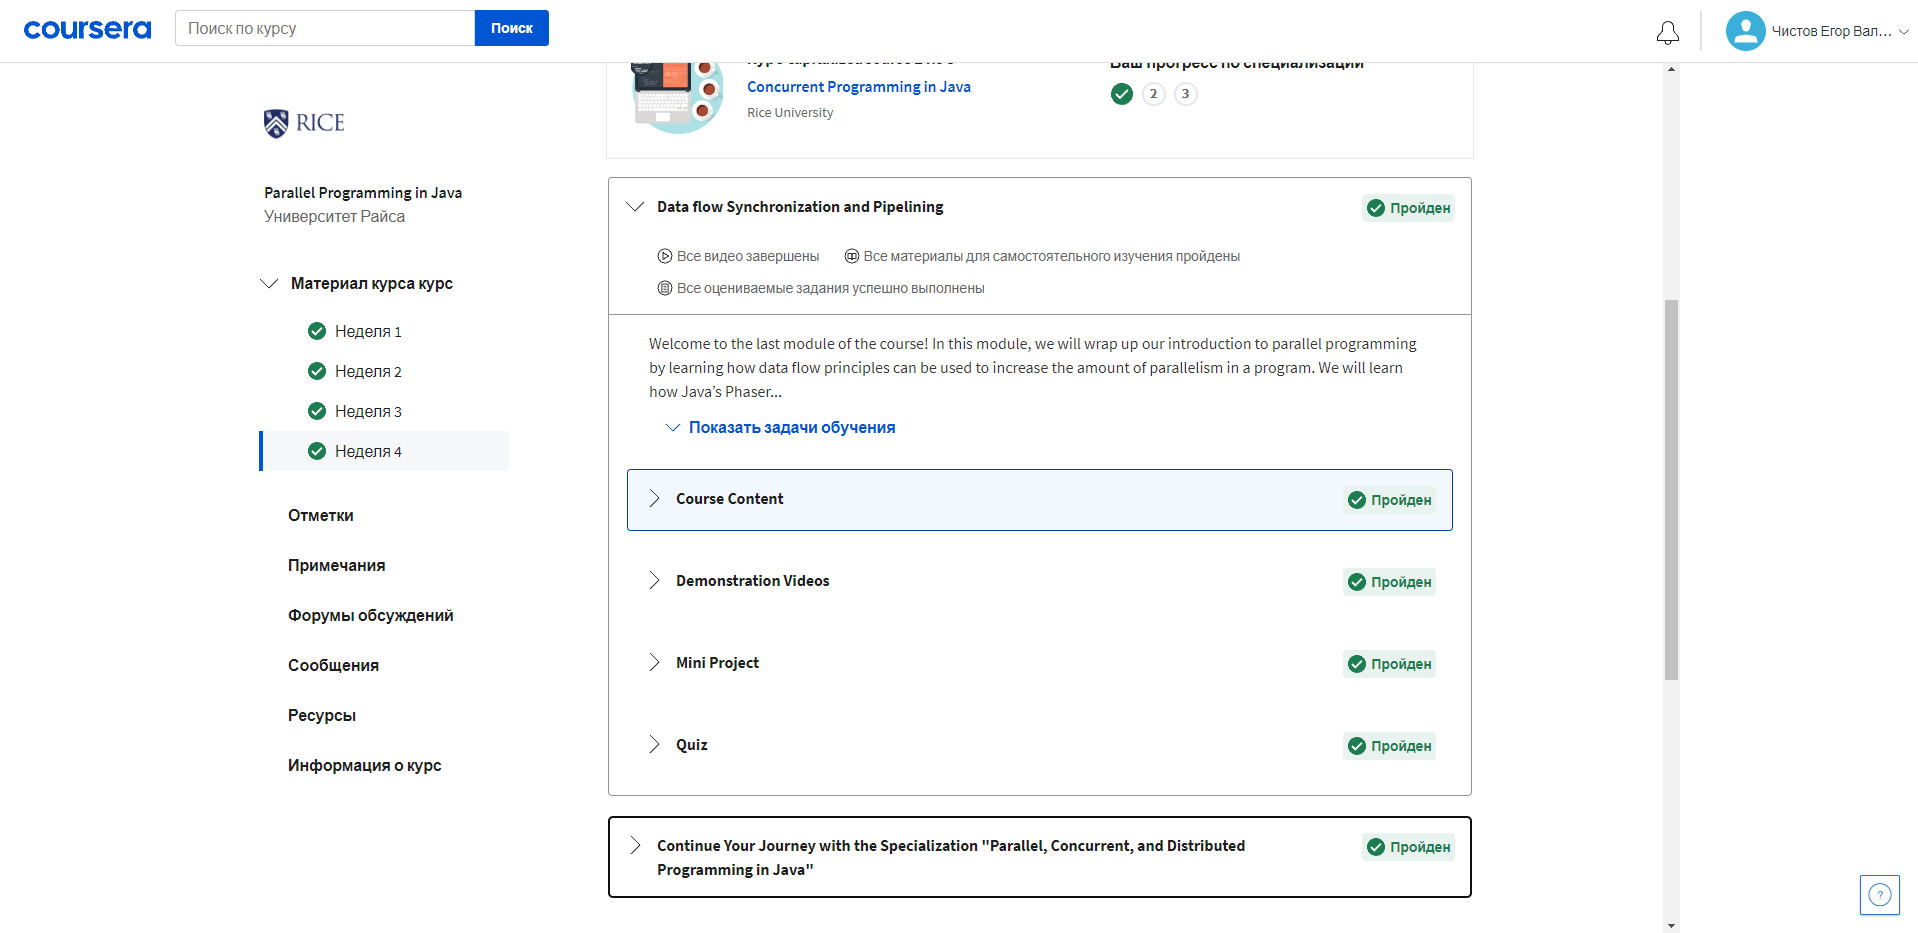 coursera
Поиск по курсу
Поиск
Чистов Егор Вал...
Ваш прогресс по специализации
Concurrent Programming in Java
2
3
Rice University
RICE
Parallel Programming in Java
Университет Райса
Материал курса курс
Неделя 1
Неделя 2
Неделя 3
Неделя 4
Отметки
Примечания
Форумы обсуждений
Сообщения
Ресурсы
Информация о курс
Data flow Synchronization and Pipelining
Пройден
Все видео завершены
Все материалы для самостоятельного изучения пройдены
Все оцениваемые задания успешно выполнены
Welcome to the last module of the course! In this module, we will wrap up our introduction to parallel programming
by learning how data flow principles can be used to increase the amount of parallelism in a program. We will learn
how Java’s Phaser...
Показать задачи обучения
Course Content
Пройден
Demonstration Videos
Пройден
Mini Project
Пройден
Quiz
Пройден
Continue Your Journey with the Specialization "Parallel, Concurrent, and Distributed
Programming in Java"
Пройден
?